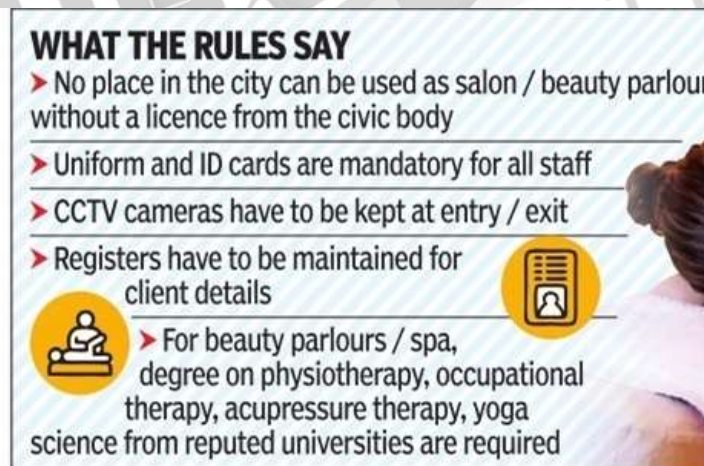 WHAT THE RULES SAY
➤ No place in the city can be used as salon / beauty parlour
without a licence from the civic body
➤ Uniform and ID cards are mandatory for all staff
➤ CCTV cameras have to be kept at entry / exit
➤ Registers have to be maintained for
client details
➤ For beauty parlours / spa,
degree on physiotherapy, occupational
therapy, acupressure therapy, yoga
science from reputed universities are required